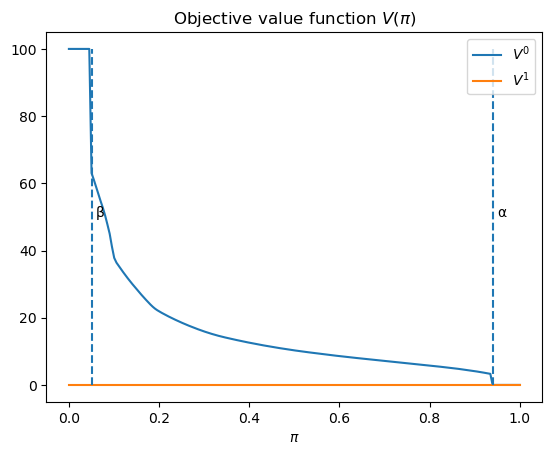 Objective value function V(π)
100
80
60
40
20
0
V⁰
V¹
β
α
0.0 0.2 0.4 0.6 0.8 1.0
π